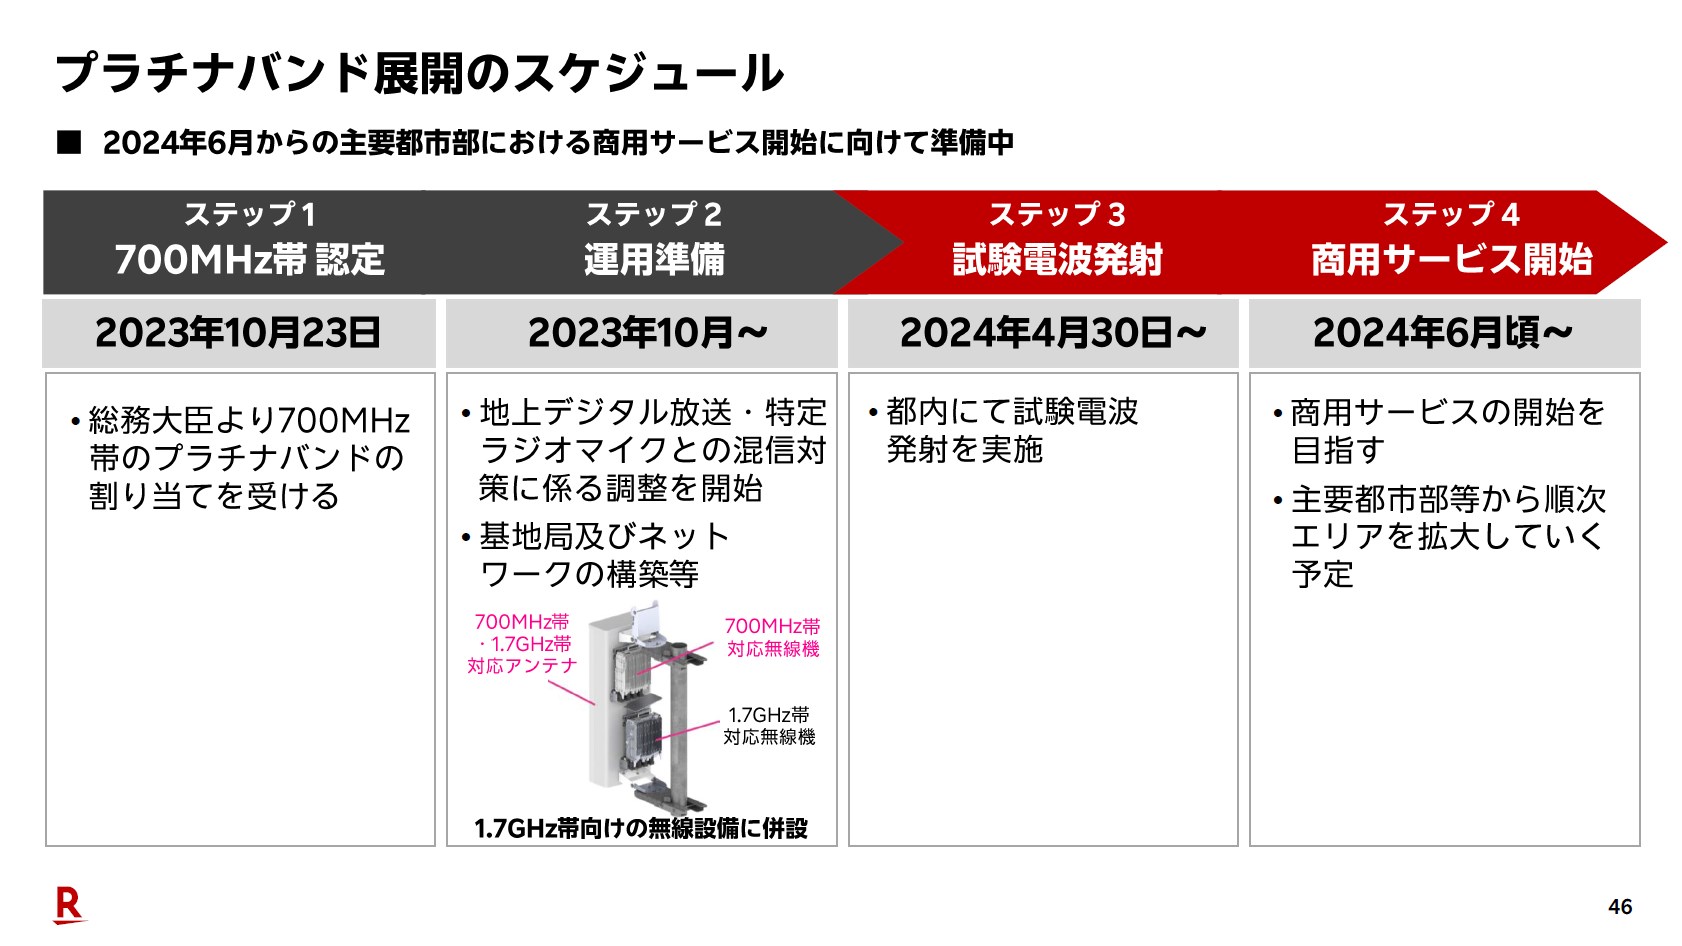 プラチナバンド展開のスケジュール
■ 2024年6月からの主要都市部における商用サービス開始に向けて準備中
ステップ1
700MHz帯 認定
ステップ2
運用準備
ステップ3
試験電波発射
ステップ4
商用サービス開始
2023年10月23日
2023年10月～
2024年4月30日～
2024年6月頃～
・総務大臣より700MHz
帯のプラチナバンドの
割り当てを受ける
・地上デジタル放送・特定
ラジオマイクとの混信対
策に係る調整を開始
・基地局及びネット
ワークの構築等
700MHz帯
・1.7GHz帯
対応アンテナ
700MHz帯
対応無線機
1.7GHz帯
対応無線機
1.7GHz帯向けの無線設備に併設
・都内にて試験電波
発射を実施
・商用サービスの開始を
目指す
・主要都市部等から順次
エリアを拡大していく
予定
R
46